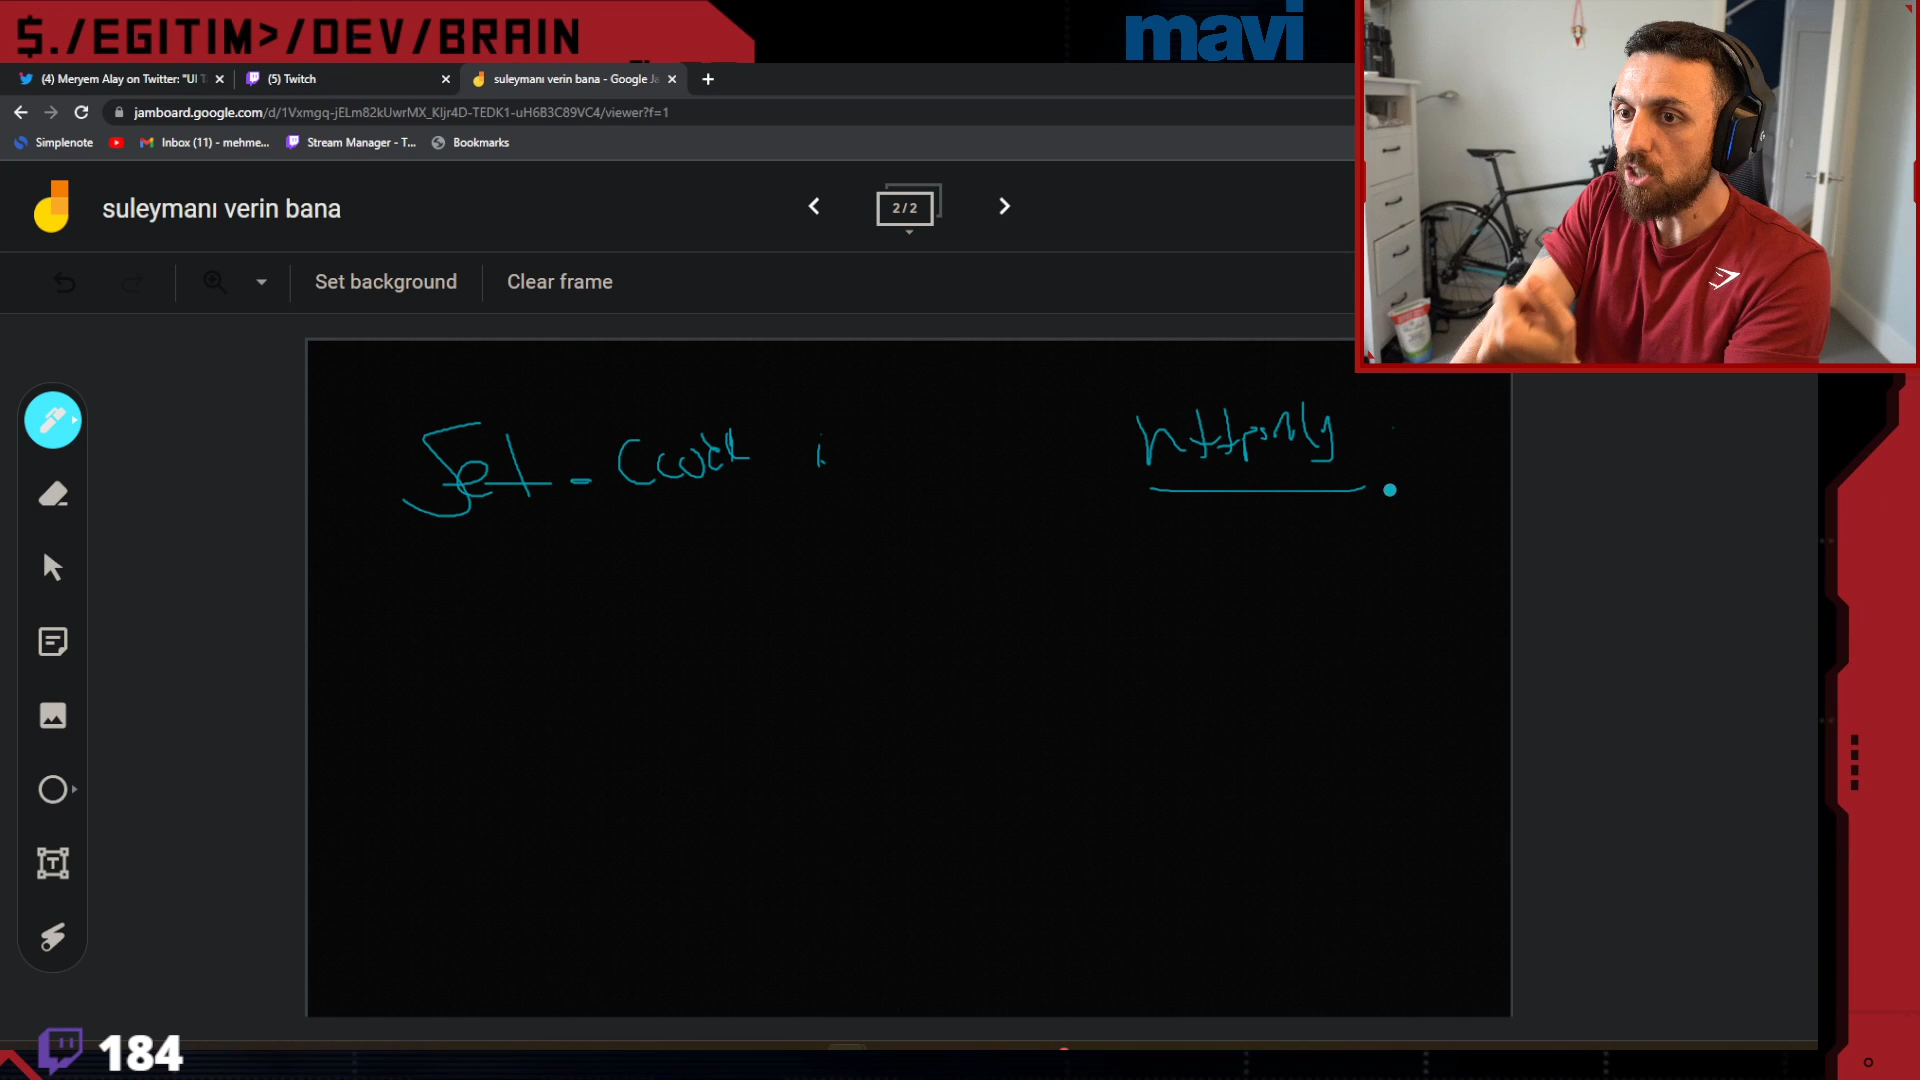 $./EGITIM>/DEV/BRAIN
mavi
(4) Meryem Alay on Twitter: "UI T
(5) Twitch
suleymanı verin bana - Google Ja
jamboard.google.com/d/1Vxmgq-jELm82kUwrMX_KIjr4D-TEDK1-uH6B3C89VC4/viewer?f=1
Simplenote
Inbox (11) - mehme...
Stream Manager - T...
Bookmarks
suleymanı verin bana
2/2
Set background
Clear frame
Set-Cook :
httponly
184